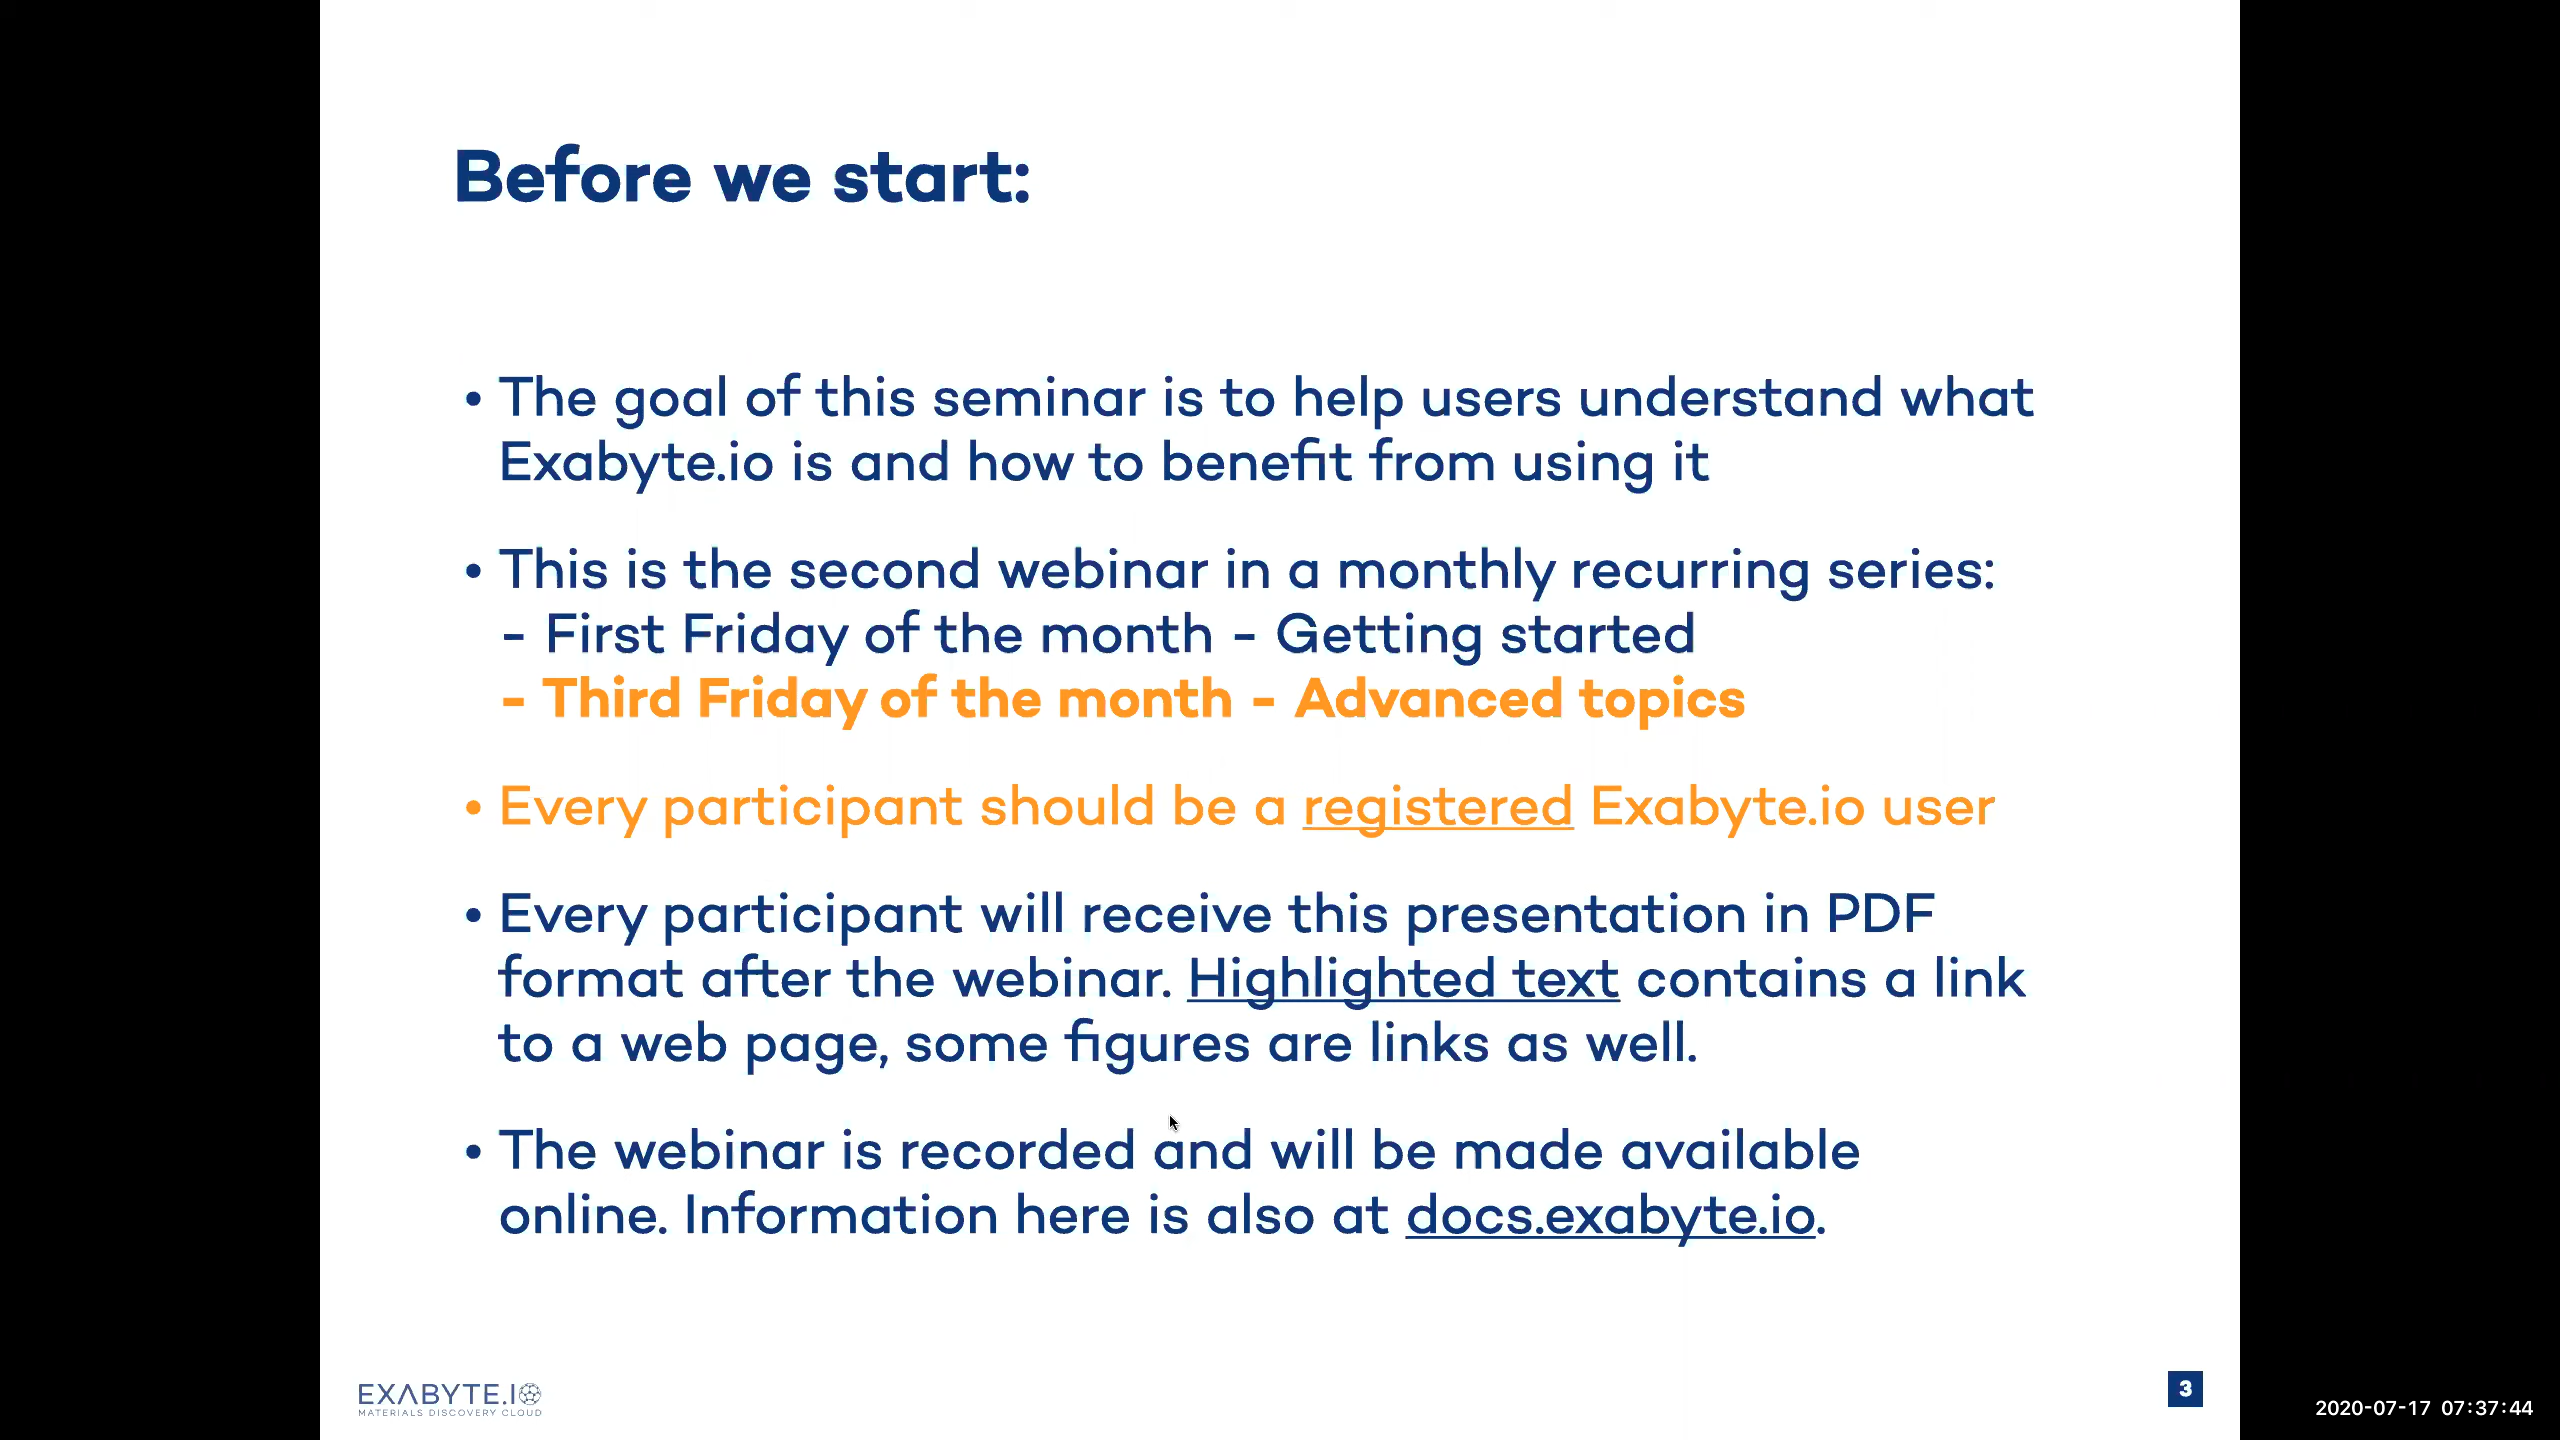 Before we start:
• The goal of this seminar is to help users understand what
Exabyte.io is and how to benefit from using it
• This is the second webinar in a monthly recurring series:
- First Friday of the month - Getting started
- Third Friday of the month - Advanced topics
• Every participant should be a registered Exabyte.io user
• Every participant will receive this presentation in PDF
format after the webinar. Highlighted text contains a link
to a web page, some figures are links as well.
• The webinar is recorded and will be made available
online. Information here is also at docs.exabyte.io.
EXABYTE.IO
MATERIALS DISCOVERY CLOUD
3
2020-07-17 07:37:44